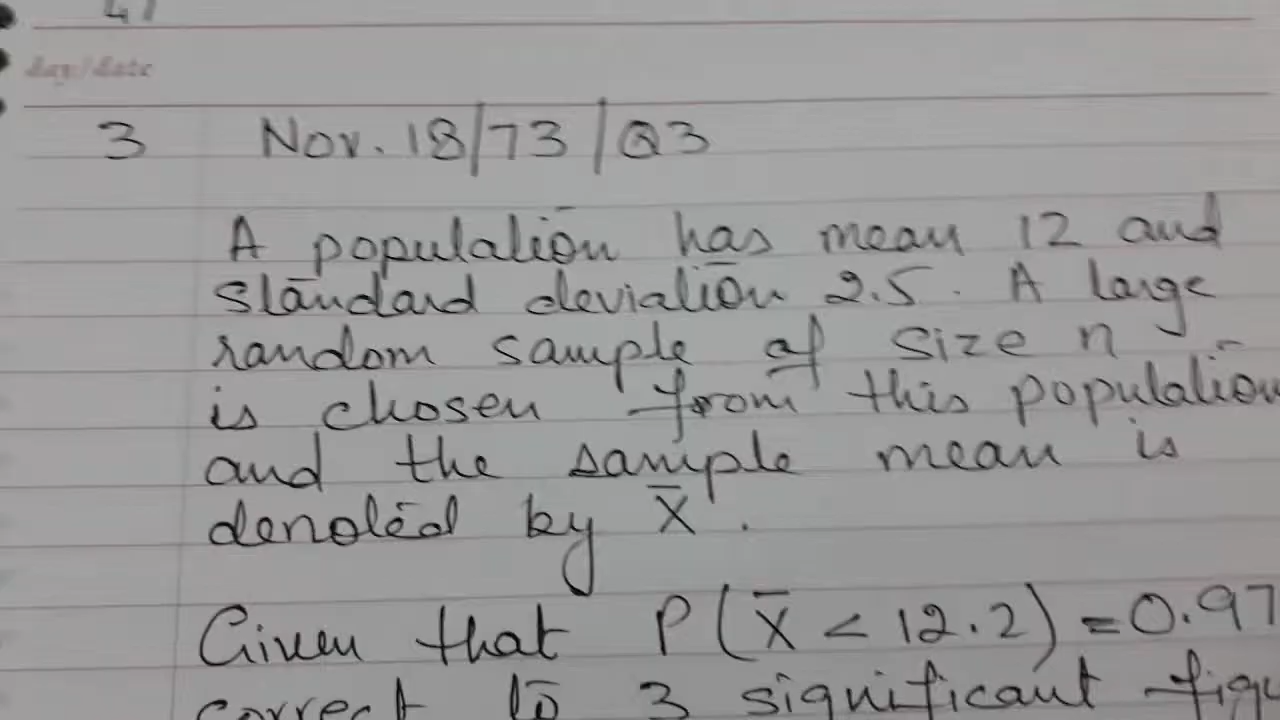 day/date
3 Nov. 18/73/Q3
A population has mean 12 and
standard deviation 2.5. A large
random sample of size n
is chosen from this population
and the sample mean is
denoted by X̄.
Given that P(X̄ < 12.2) = 0.97
correct to 3 significant